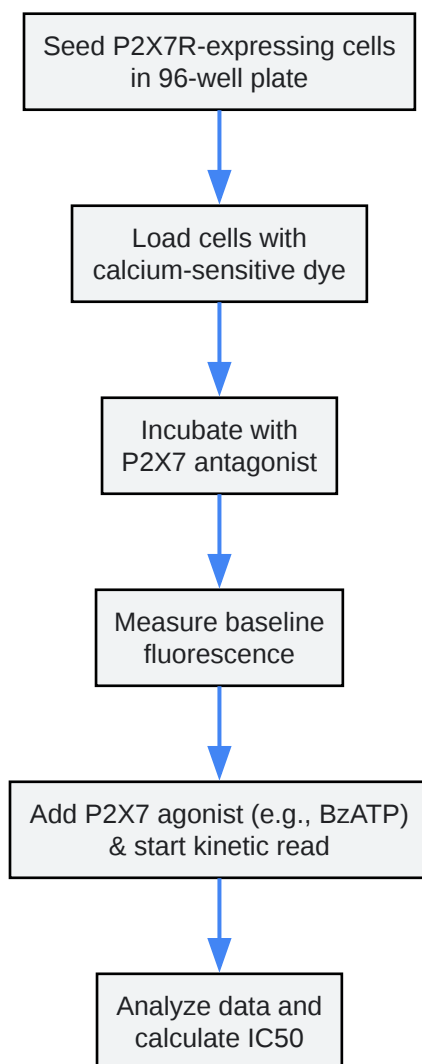 Seed P2X7R-expressing cells
in 96-well plate
Load cells with
calcium-sensitive dye
Incubate with
P2X7 antagonist
Measure baseline
fluorescence
Add P2X7 agonist (e.g., BzATP)
& start kinetic read
Analyze data and
calculate IC50